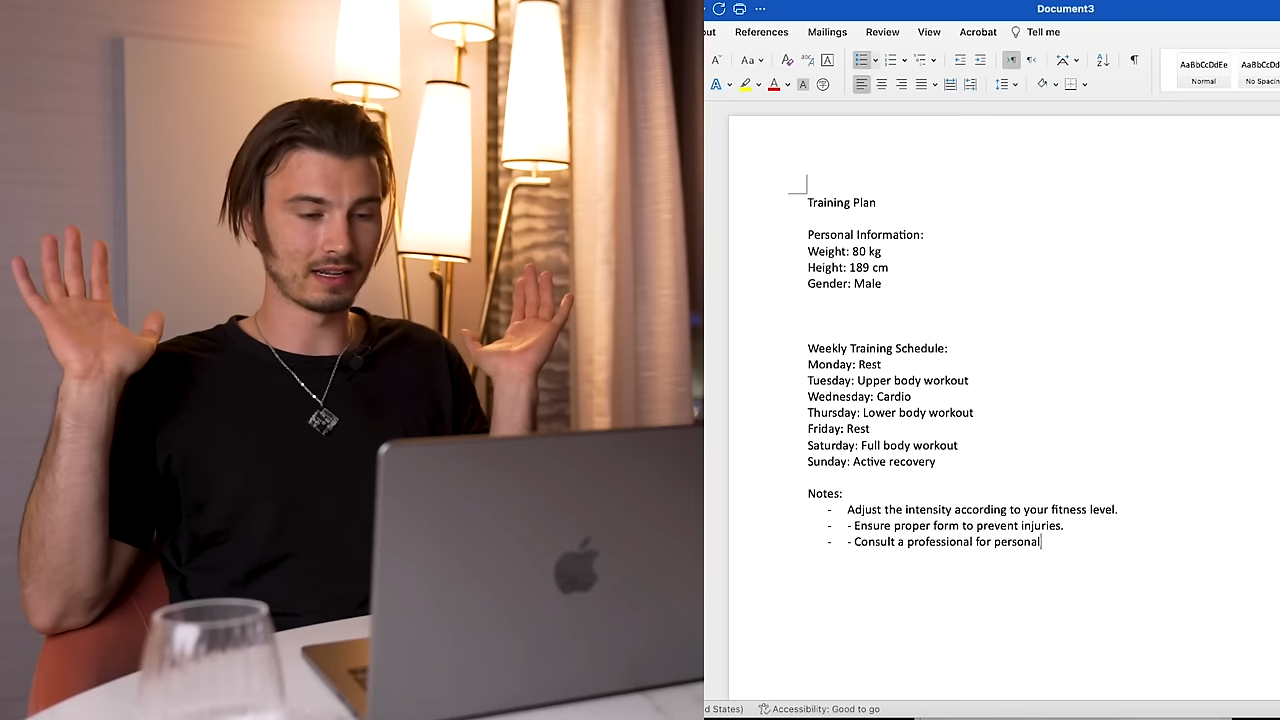 Document3
References Mailings Review View Acrobat Tell me
Aa A
A A AaBbCcDdEe
Normal No Spacin
Training Plan
Personal Information:
Weight: 80 kg
Height: 189 cm
Gender: Male
Weekly Training Schedule:
Monday: Rest
Tuesday: Upper body workout
Wednesday: Cardio
Thursday: Lower body workout
Friday: Rest
Saturday: Full body workout
Sunday: Active recovery
Notes:
- Adjust the intensity according to your fitness level.
- - Ensure proper form to prevent injuries.
- - Consult a professional for personal
d States) Accessibility: Good to go